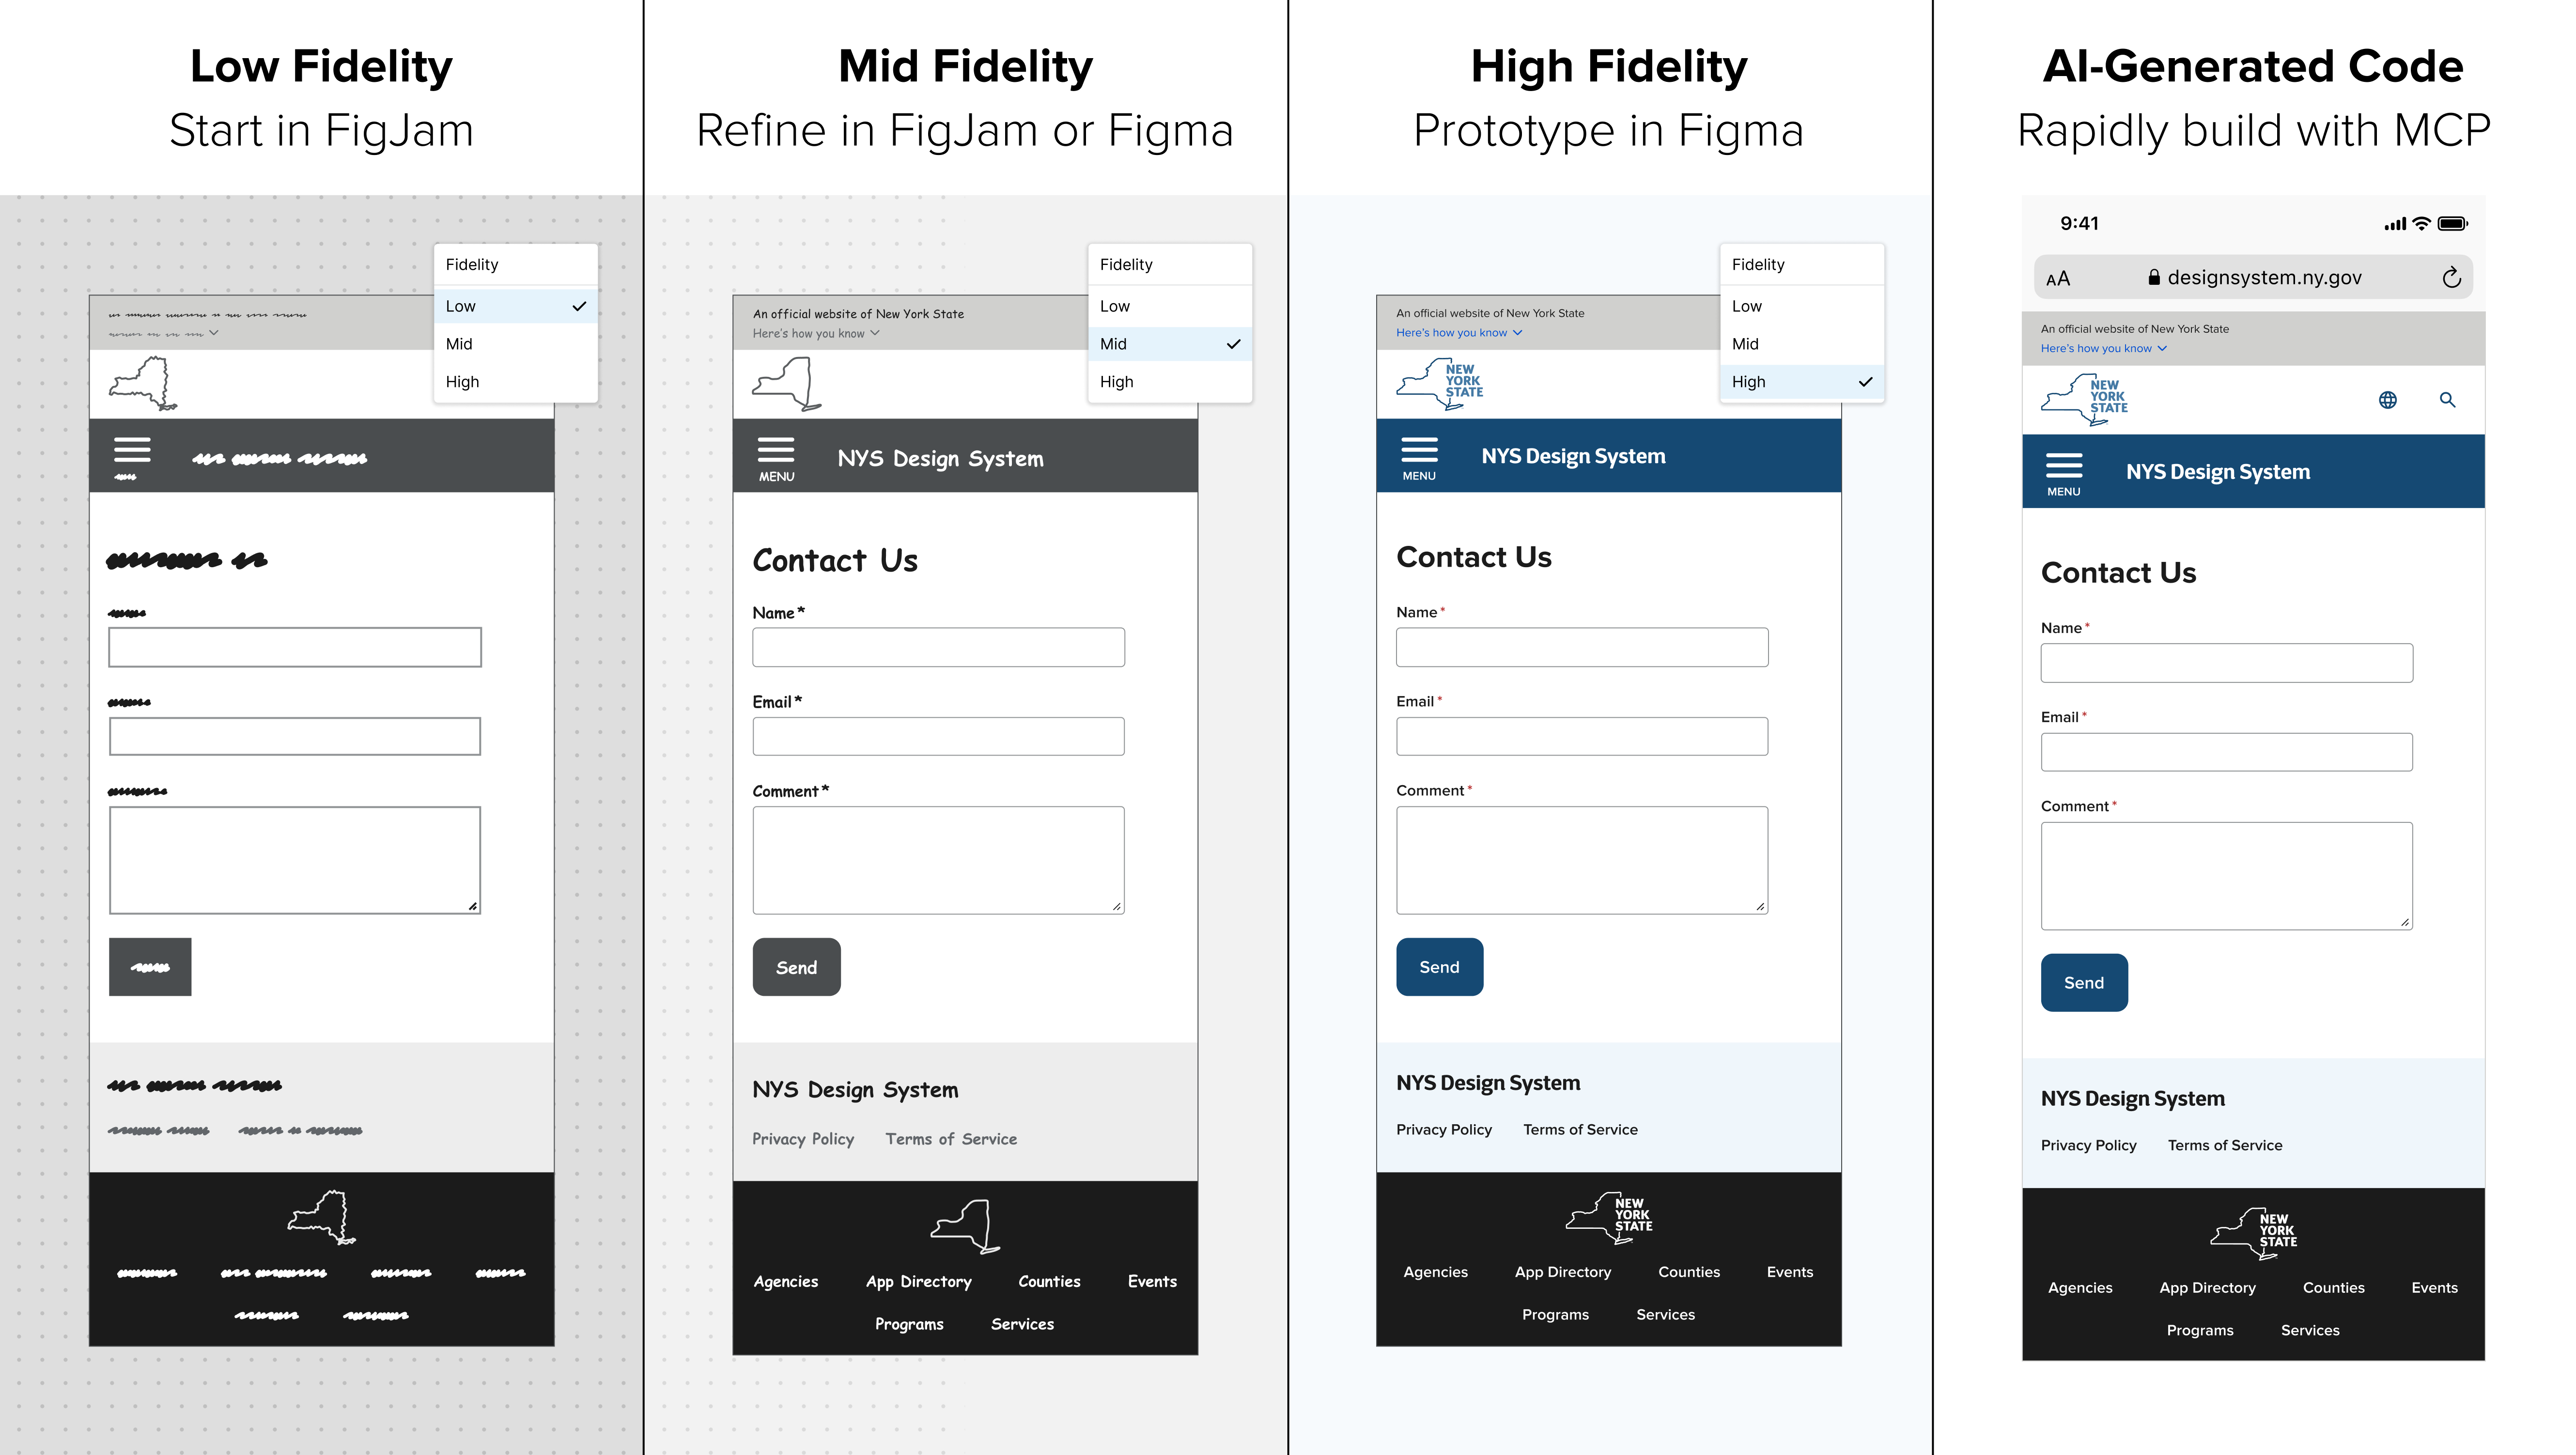 Low Fidelity
Start in FigJam
Fidelity
Low
Mid
High
Mid Fidelity
Refine in FigJam or Figma
Fidelity
Low
Mid
High
An official website of New York State
Here's how you know
MENU
NYS Design System
Contact Us
Name*
Email*
Comment*
Send
NYS Design System
Privacy Policy Terms of Service
Agencies App Directory Counties Events
Programs Services
High Fidelity
Prototype in Figma
Fidelity
Low
Mid
High
An official website of New York State
Here's how you know
NEW
YORK
STATE
MENU
NYS Design System
Contact Us
Name*
Email*
Comment*
Send
NYS Design System
Privacy Policy Terms of Service
NEW
YORK
STATE
Agencies App Directory Counties Events
Programs Services
AI-Generated Code
Rapidly build with MCP
9:41
AA designsystem.ny.gov
An official website of New York State
Here's how you know
NEW
YORK
STATE
MENU
NYS Design System
Contact Us
Name*
Email*
Comment*
Send
NYS Design System
Privacy Policy Terms of Service
NEW
YORK
STATE
Agencies App Directory Counties Events
Programs Services